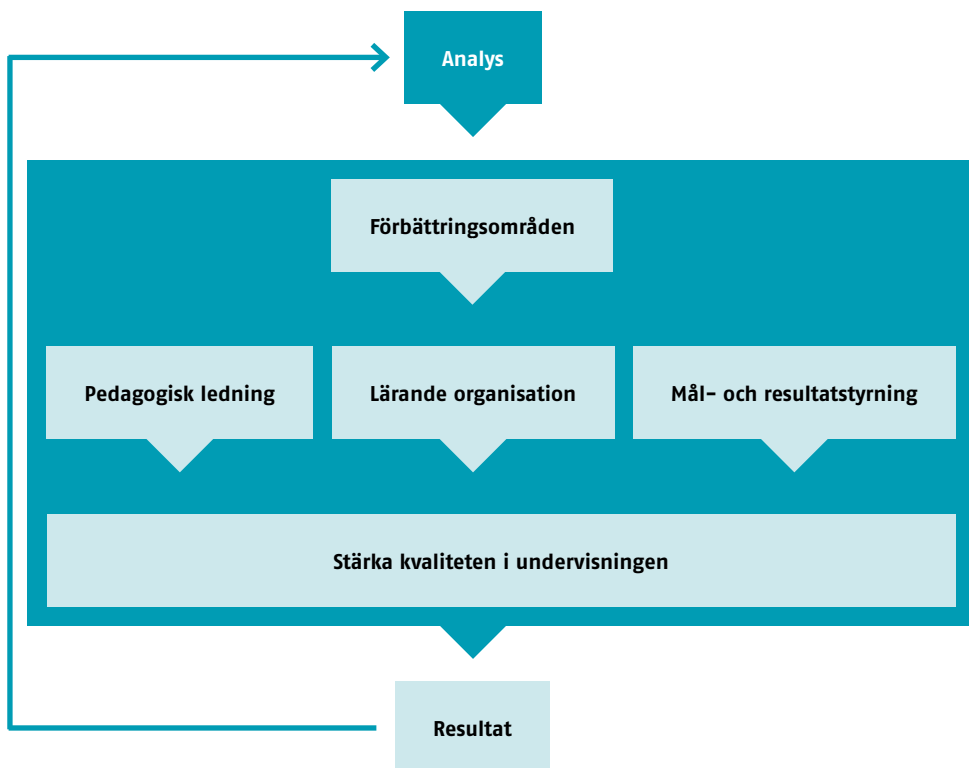 Analys
Förbättringsområden
Pedagogisk ledning
Lärande organisation
Mål- och resultatstyrning
Stärka kvaliteten i undervisningen
Resultat